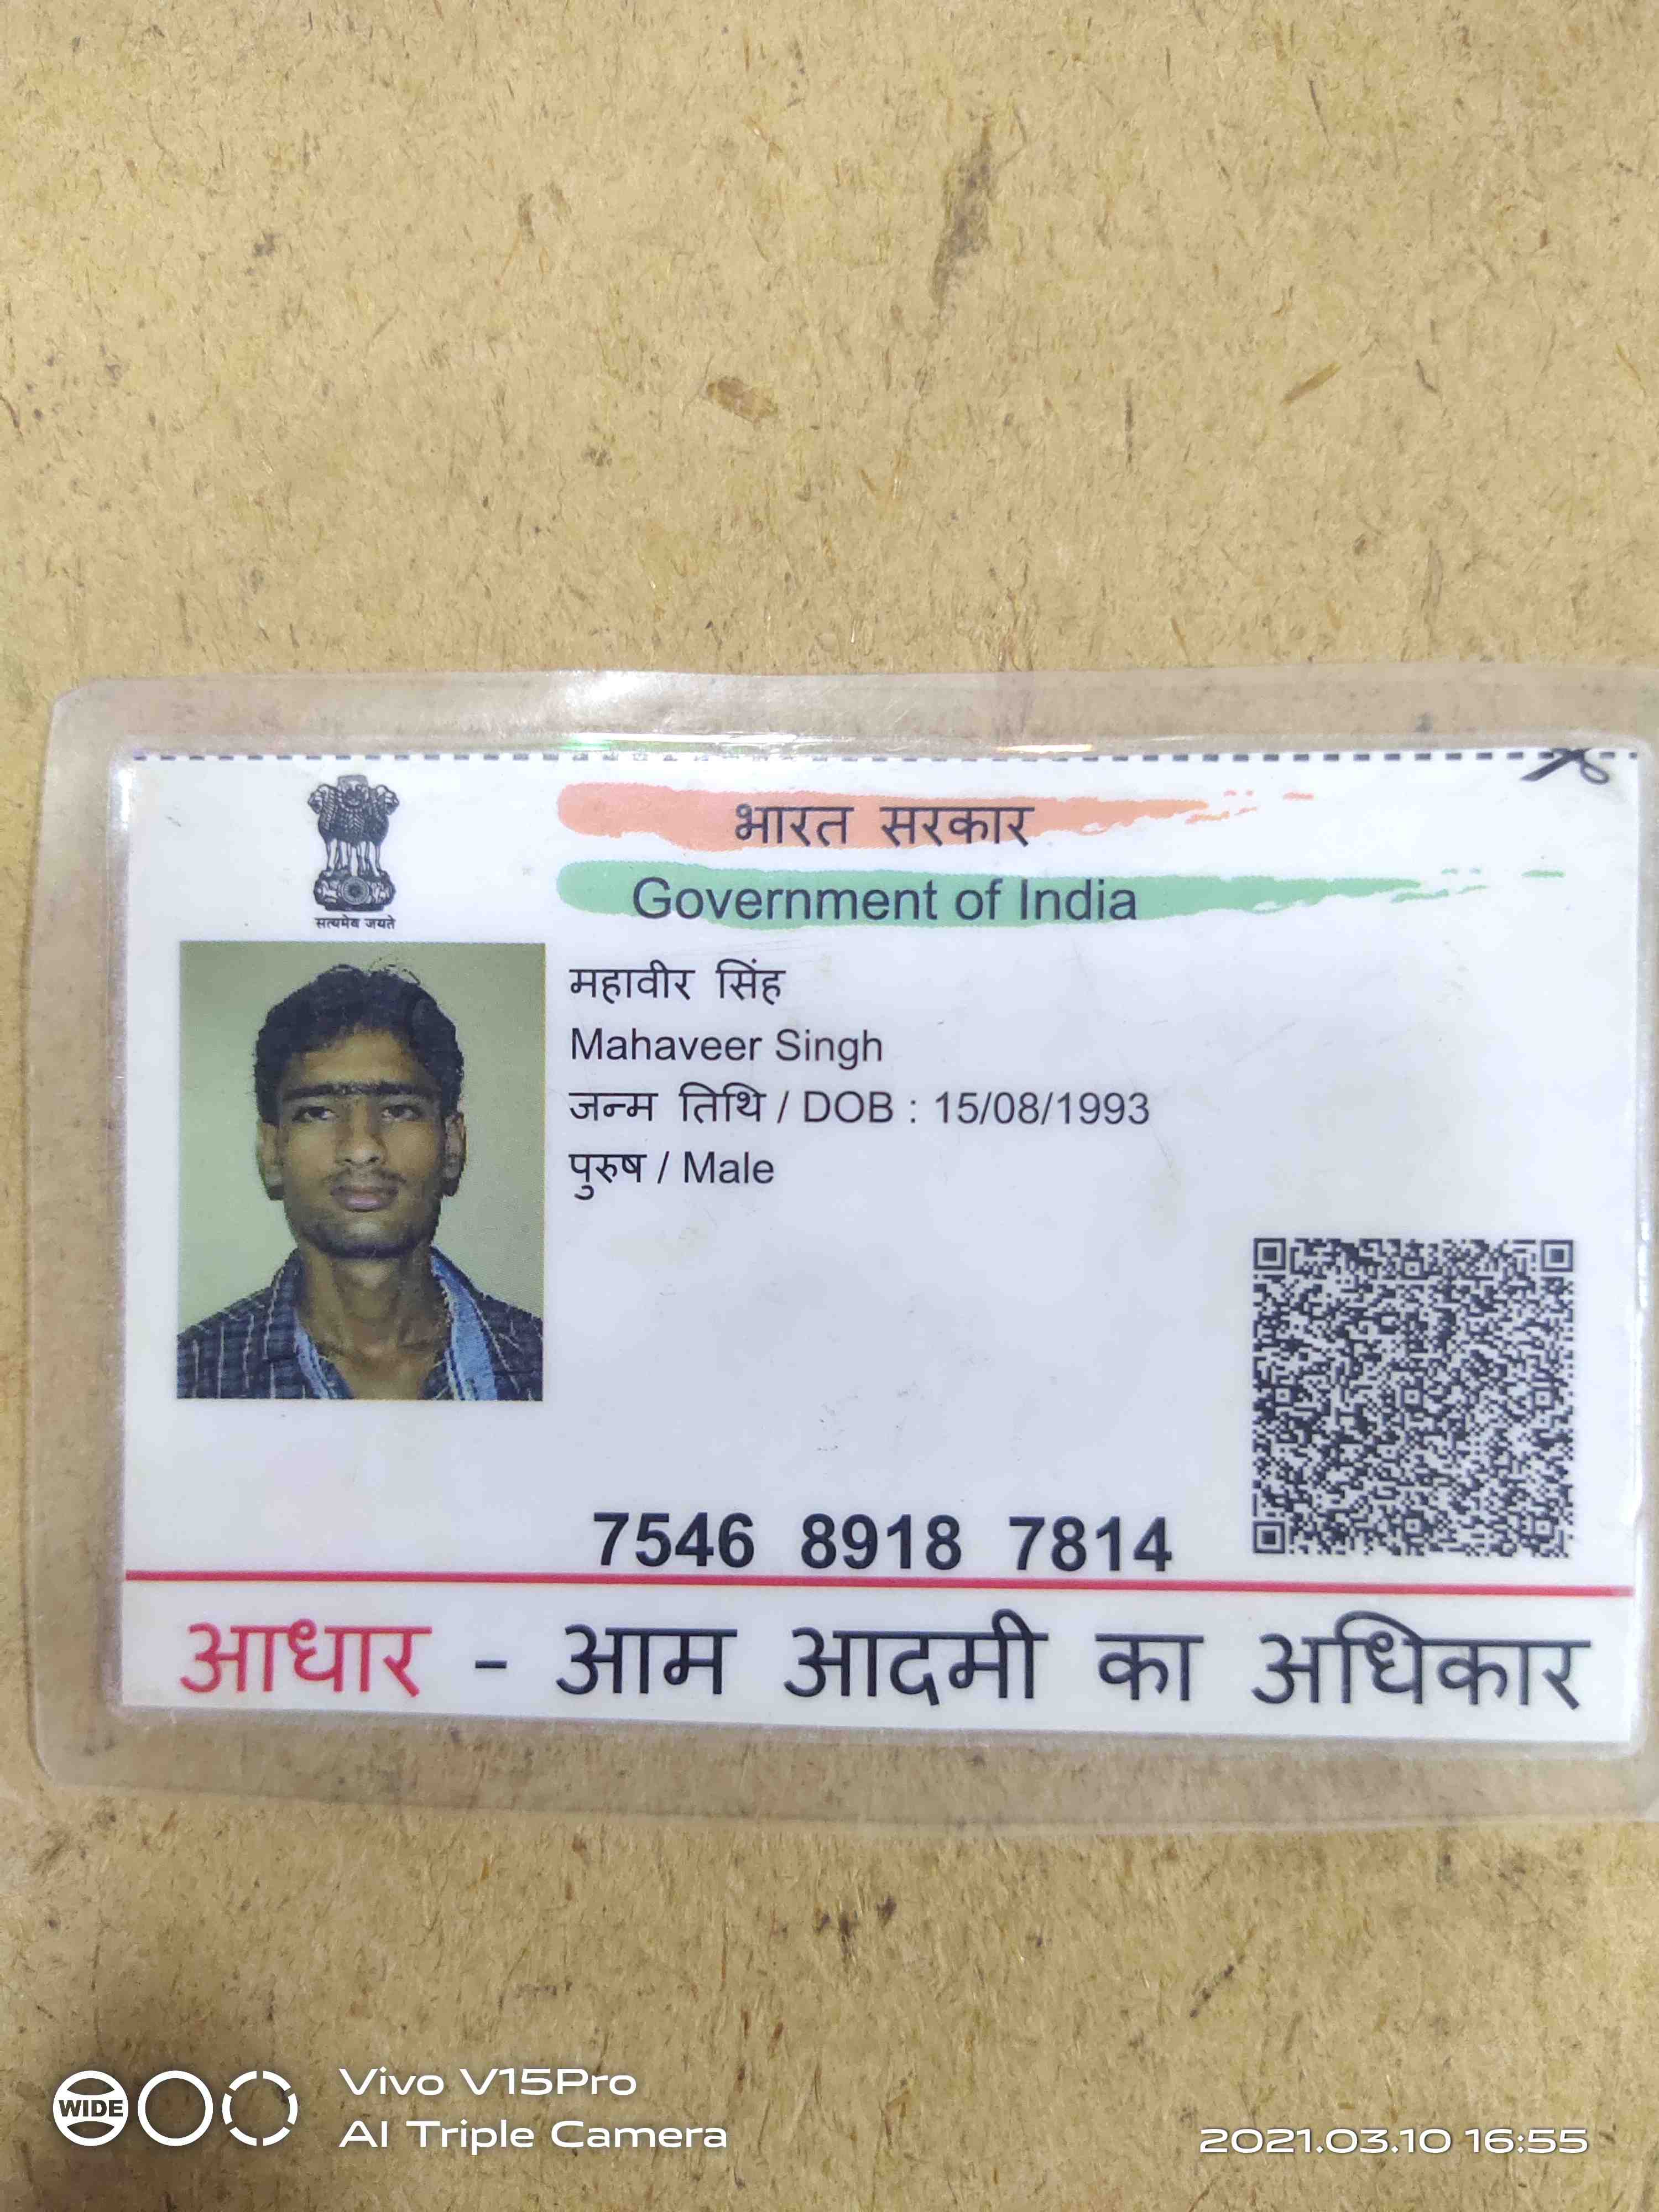 भारत सरकार
Government of India
सत्यमेव जयते
महावीर सिंह
Mahaveer Singh
जन्म तिथि / DOB : 15/08/1993
पुरुष / Male
7546 8918 7814
आधार - आम आदमी का अधिकार
WIDE
Vivo V15Pro
AI Triple Camera
2021.03.10 16:55